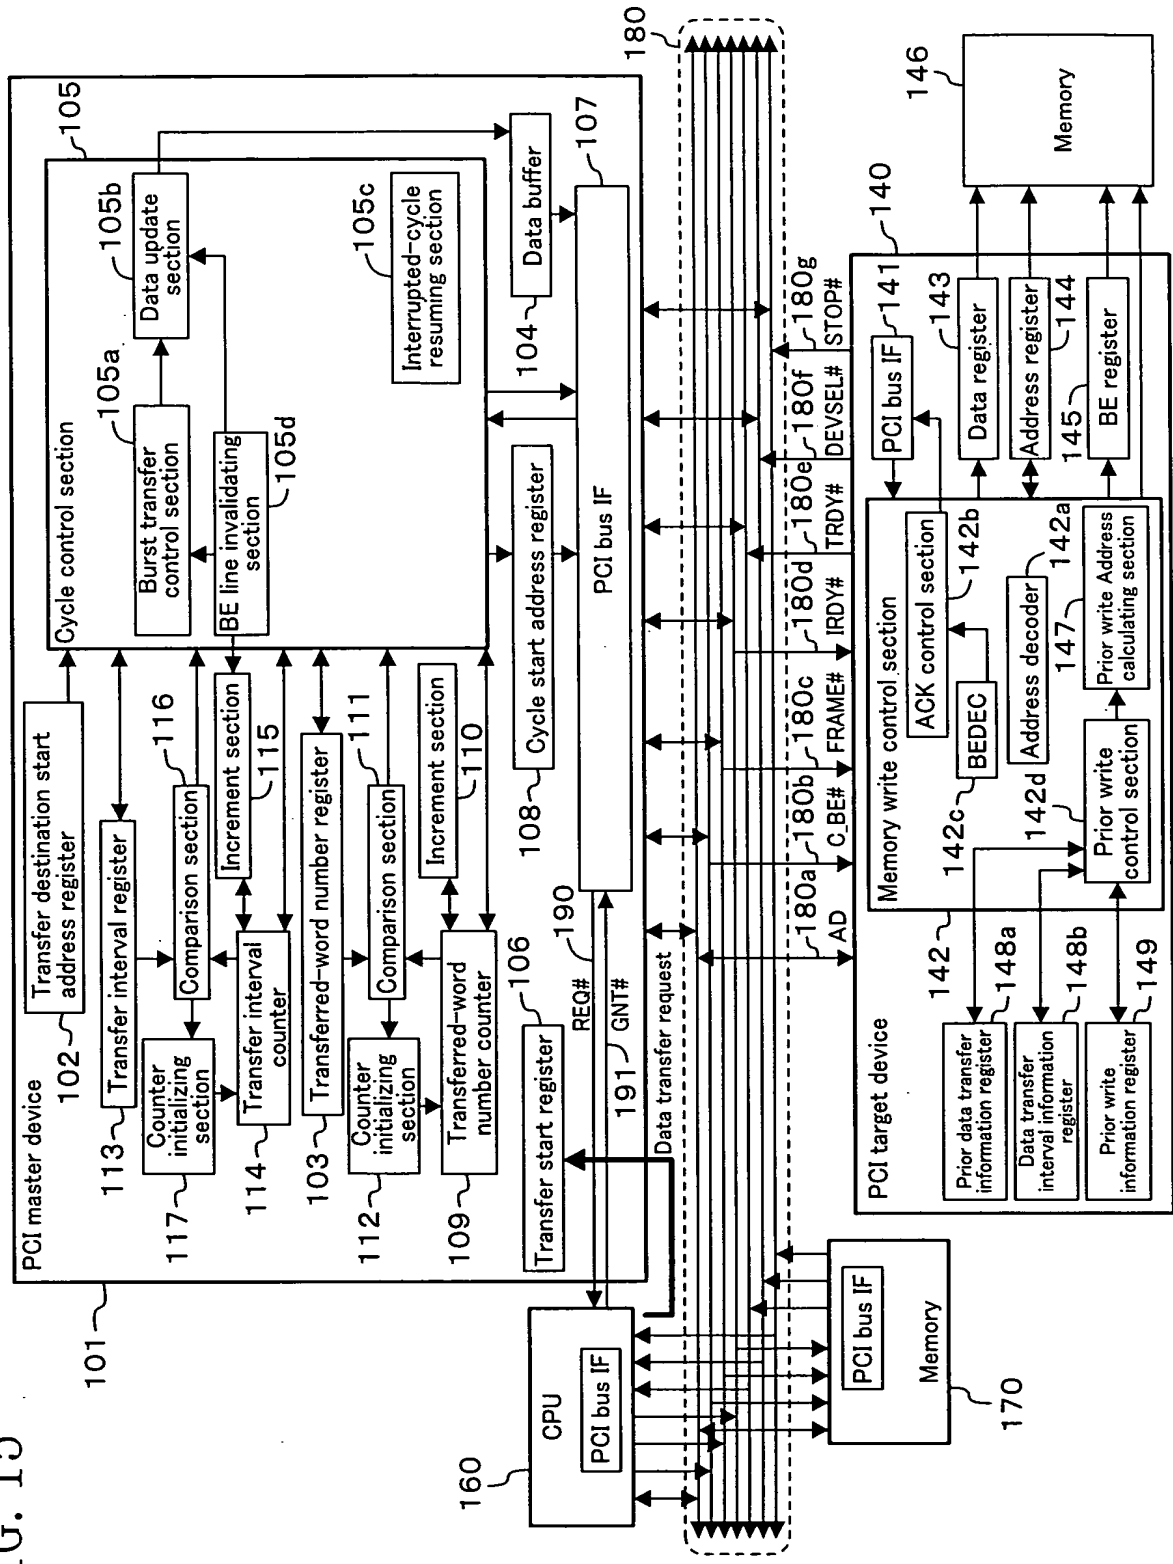 FIG. 15
PCI master device
101
102
Transfer destination start
address register
113
Transfer interval register
116
Comparison section
Counter
initializing
section
117
Increment section
115
Transfer interval
counter
114
103
Transferred-word number register
111
Comparison section
Counter
initializing
section
112
Increment section
110
Transferred-word
number counter
109
106
Transfer start register
Cycle control section
105
105a
Burst transfer
control section
105b
Data update
section
BE line invalidating
section
105d
105c
Interrupted-cycle
resuming section
108
Cycle start address register
104
Data buffer
107
PCI bus IF
190
REQ#
GNT#
191
Data transfer request
160
CPU
PCI bus IF
180
180a
AD
180b
C_BE#
180c
FRAME#
180d
IRDY#
180e
TRDY#
180f
DEVSEL#
180g
STOP#
170
Memory
PCI bus IF
PCI target device
140
141
PCI bus IF
142
Memory write control section
ACK control section
142b
142c
BEDEC
Address decoder
142a
142d
Prior write
control section
147
Prior write Address
calculating section
143
Data register
Address register
144
145
BE register
Prior data transfer
information register
148a
Data transfer
interval information
register
148b
Prior write
information register
149
146
Memory